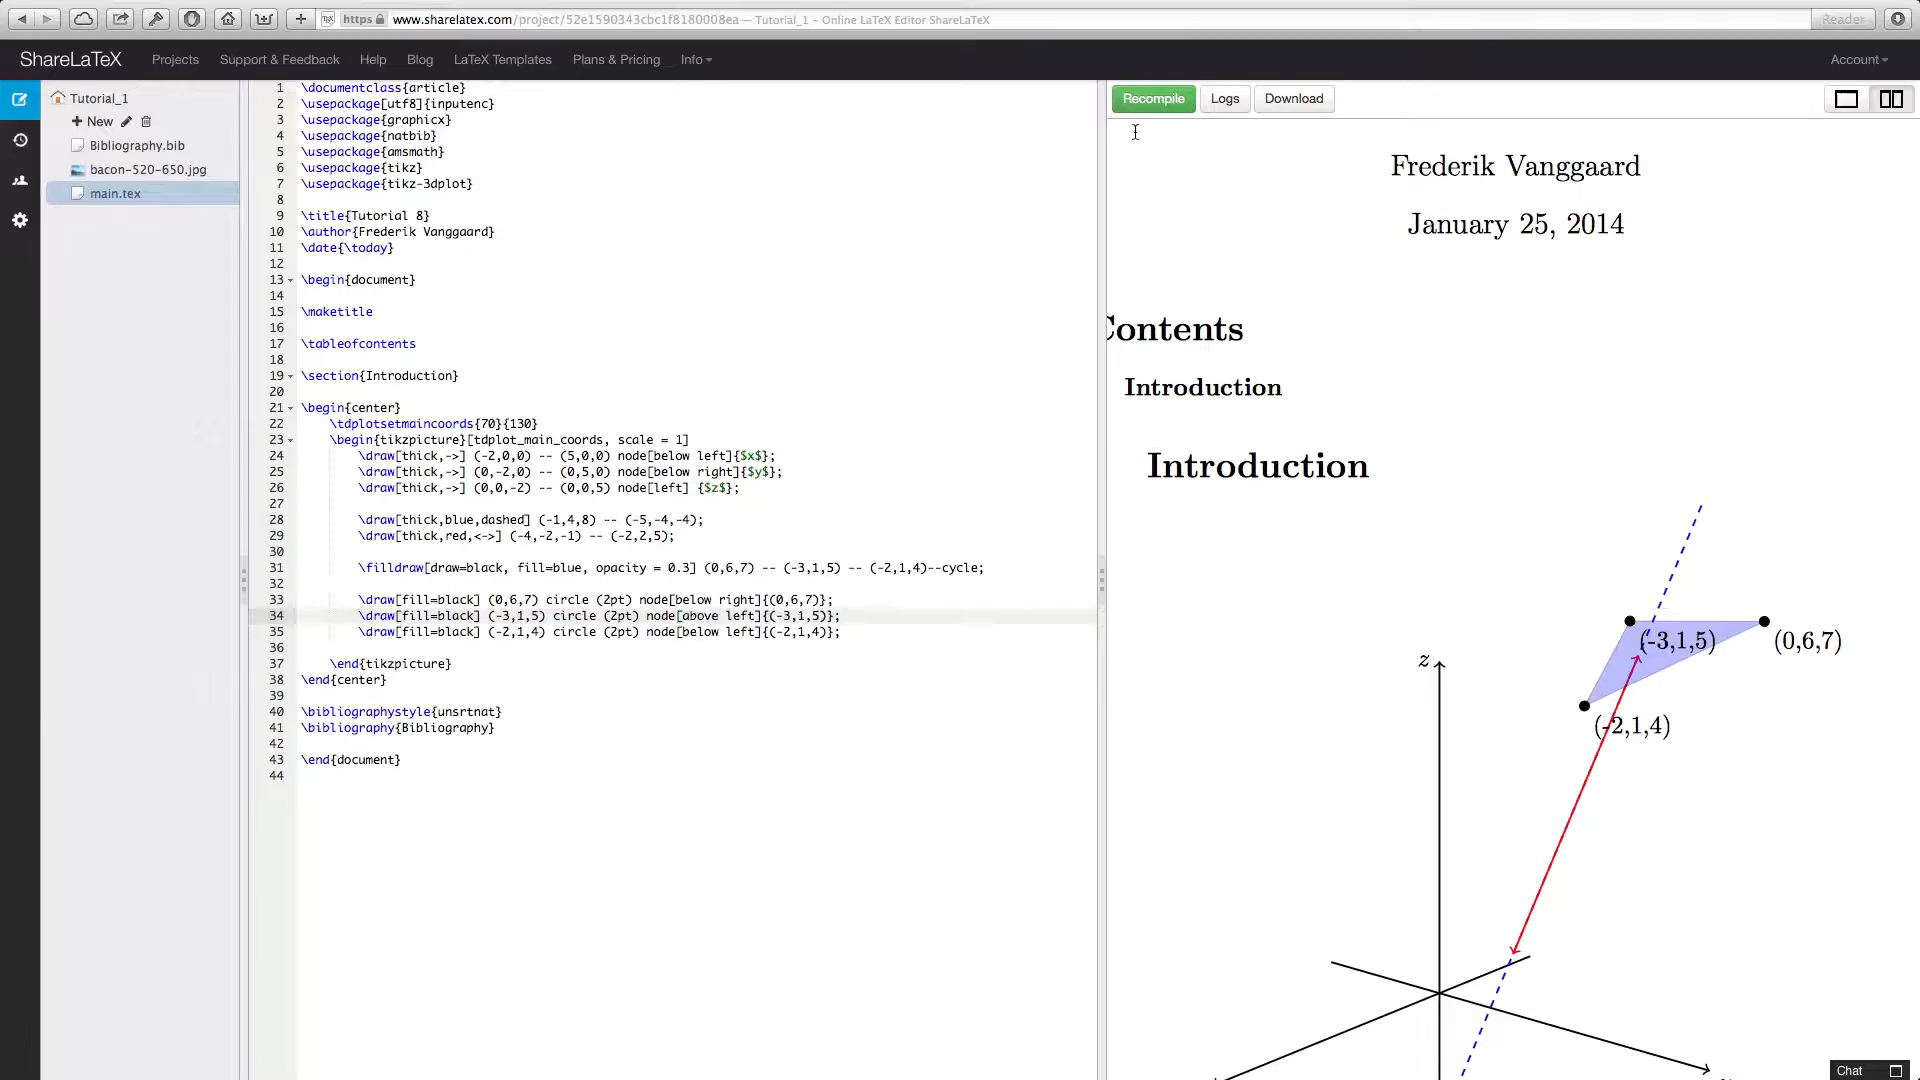 https www.sharelatex.com/project/52e1590343cbc1f8180008ea — Tutorial_1 – Online LaTeX Editor ShareLaTeX Reader
ShareLaTeX Projects Support & Feedback Help Blog LaTeX Templates Plans & Pricing Info Account
Tutorial_1
+ New
Bibliography.bib
bacon-520-650.jpg
main.tex
1 \documentclass{article}
2 \usepackage[utf8]{inputenc}
3 \usepackage{graphicx}
4 \usepackage{natbib}
5 \usepackage{amsmath}
6 \usepackage{tikz}
7 \usepackage{tikz-3dplot}
8
9 \title{Tutorial 8}
10 \author{Frederik Vanggaard}
11 \date{\today}
12
13 \begin{document}
14
15 \maketitle
16
17 \tableofcontents
18
19 \section{Introduction}
20
21 \begin{center}
22 \tdplotsetmaincoords{70}{130}
23 \begin{tikzpicture}[tdplot_main_coords, scale = 1]
24 \draw[thick,->] (-2,0,0) -- (5,0,0) node[below left]{$x$};
25 \draw[thick,->] (0,-2,0) -- (0,5,0) node[below right]{$y$};
26 \draw[thick,->] (0,0,-2) -- (0,0,5) node[left] {$z$};
27
28 \draw[thick,blue,dashed] (-1,4,8) -- (-5,-4,-4);
29 \draw[thick,red,<->] (-4,-2,-1) -- (-2,2,5);
30
31 \filldraw[draw=black, fill=blue, opacity = 0.3] (0,6,7) -- (-3,1,5) -- (-2,1,4)--cycle;
32
33 \draw[fill=black] (0,6,7) circle (2pt) node[below right]{(0,6,7)};
34 \draw[fill=black] (-3,1,5) circle (2pt) node[above left]{(-3,1,5)};
35 \draw[fill=black] (-2,1,4) circle (2pt) node[below left]{(-2,1,4)};
36
37 \end{tikzpicture}
38 \end{center}
39
40 \bibliographystyle{unsrtnat}
41 \bibliography{Bibliography}
42
43 \end{document}
44
Recompile Logs Download
Frederik Vanggaard
January 25, 2014
Contents
Introduction
Introduction
(-3,1,5) (0,6,7)
z
(-2,1,4)
Chat